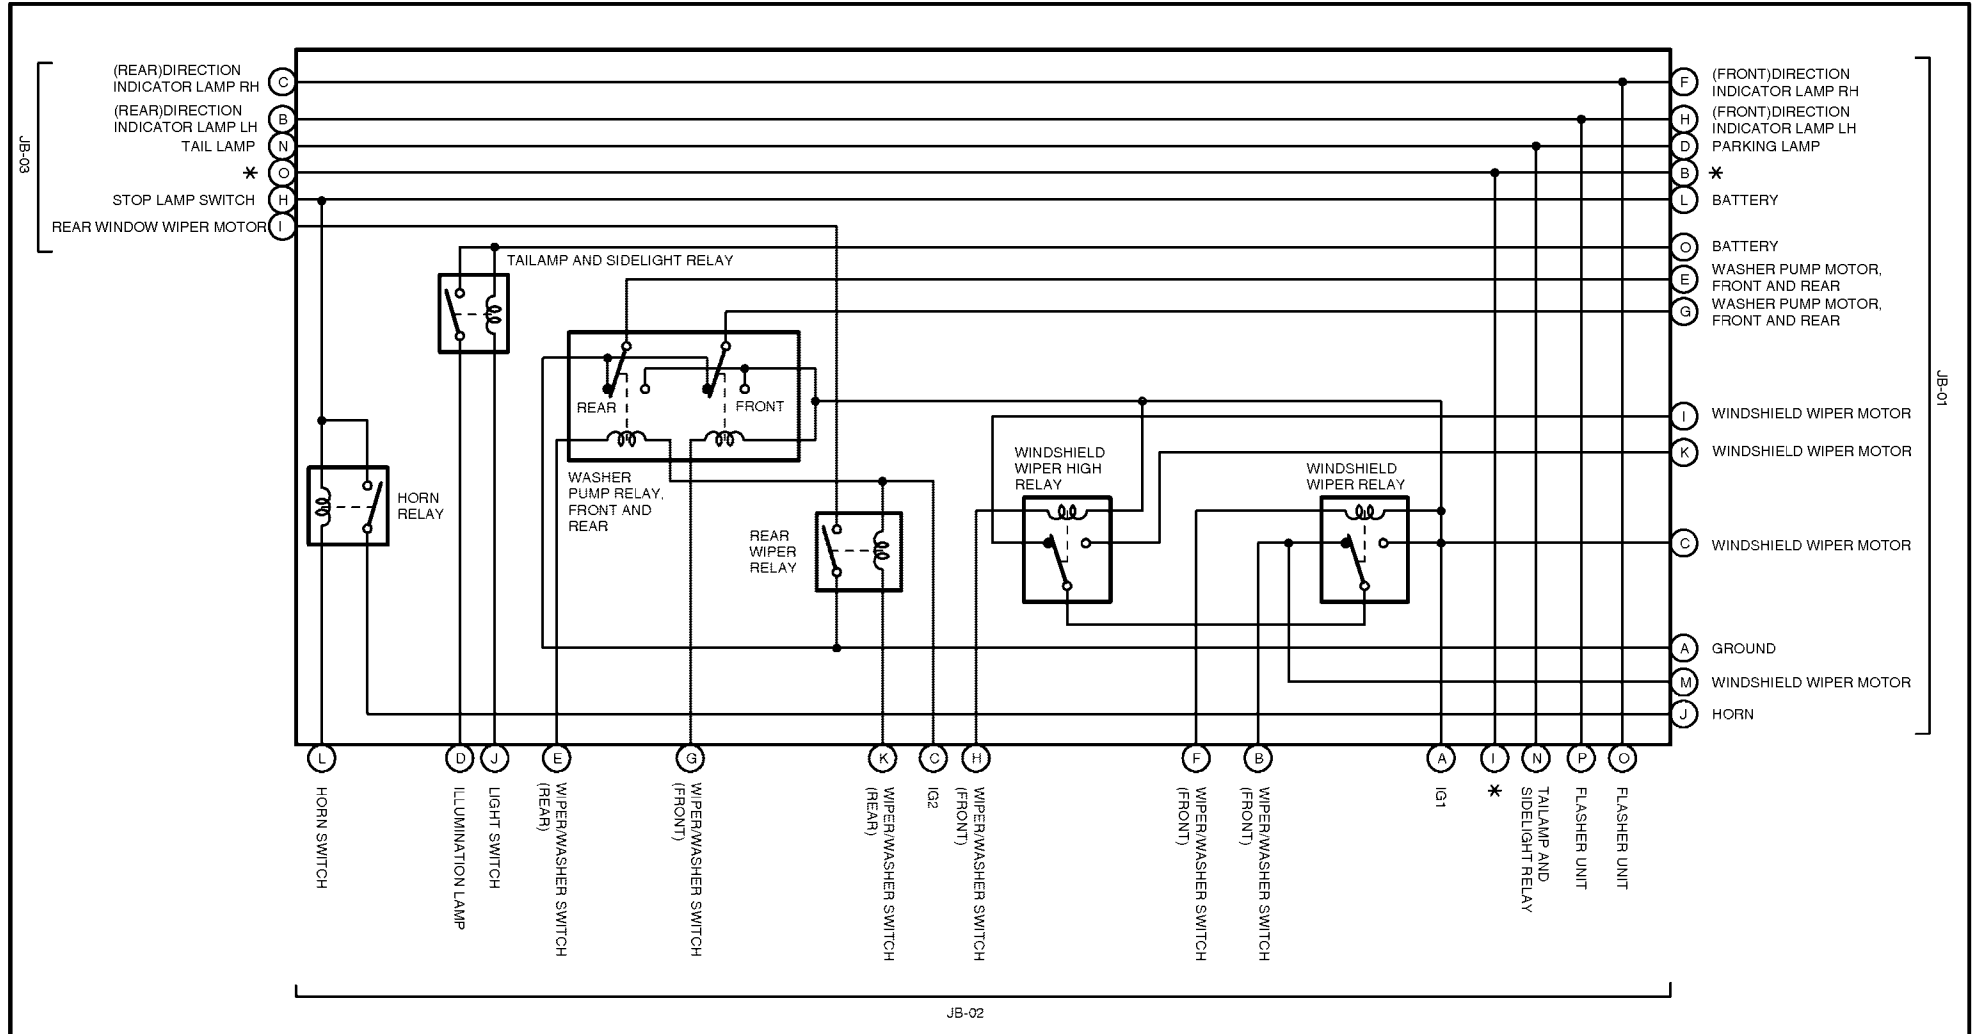 (REAR)DIRECTION
INDICATOR LAMP RH
C
(REAR)DIRECTION
INDICATOR LAMP LH
B
TAIL LAMP
N
* O
STOP LAMP SWITCH
H
REAR WINDOW WIPER MOTOR
I
JB-03
F
(FRONT)DIRECTION
INDICATOR LAMP RH
H
(FRONT)DIRECTION
INDICATOR LAMP LH
D
PARKING LAMP
B *
L
BATTERY
O
BATTERY
E
WASHER PUMP MOTOR,
FRONT AND REAR
G
WASHER PUMP MOTOR,
FRONT AND REAR
I
WINDSHIELD WIPER MOTOR
K
WINDSHIELD WIPER MOTOR
C
WINDSHIELD WIPER MOTOR
A
GROUND
M
WINDSHIELD WIPER MOTOR
J
HORN
JB-01
TAILAMP AND SIDELIGHT RELAY
REAR
FRONT
WASHER
PUMP RELAY,
FRONT AND
REAR
HORN
RELAY
REAR
WIPER
RELAY
WINDSHIELD
WIPER HIGH
RELAY
WINDSHIELD
WIPER RELAY
L
HORN SWITCH
D
ILLUMINATION LAMP
J
LIGHT SWITCH
E
WIPER/WASHER SWITCH
(REAR)
G
WIPER/WASHER SWITCH
(FRONT)
K
WIPER/WASHER SWITCH
(REAR)
C
IG2
H
WIPER/WASHER SWITCH
(FRONT)
F
WIPER/WASHER SWITCH
(FRONT)
B
WIPER/WASHER SWITCH
(FRONT)
A
IG1
I
*
N
TAILAMP AND
SIDELIGHT RELAY
P
FLASHER UNIT
O
FLASHER UNIT
JB-02